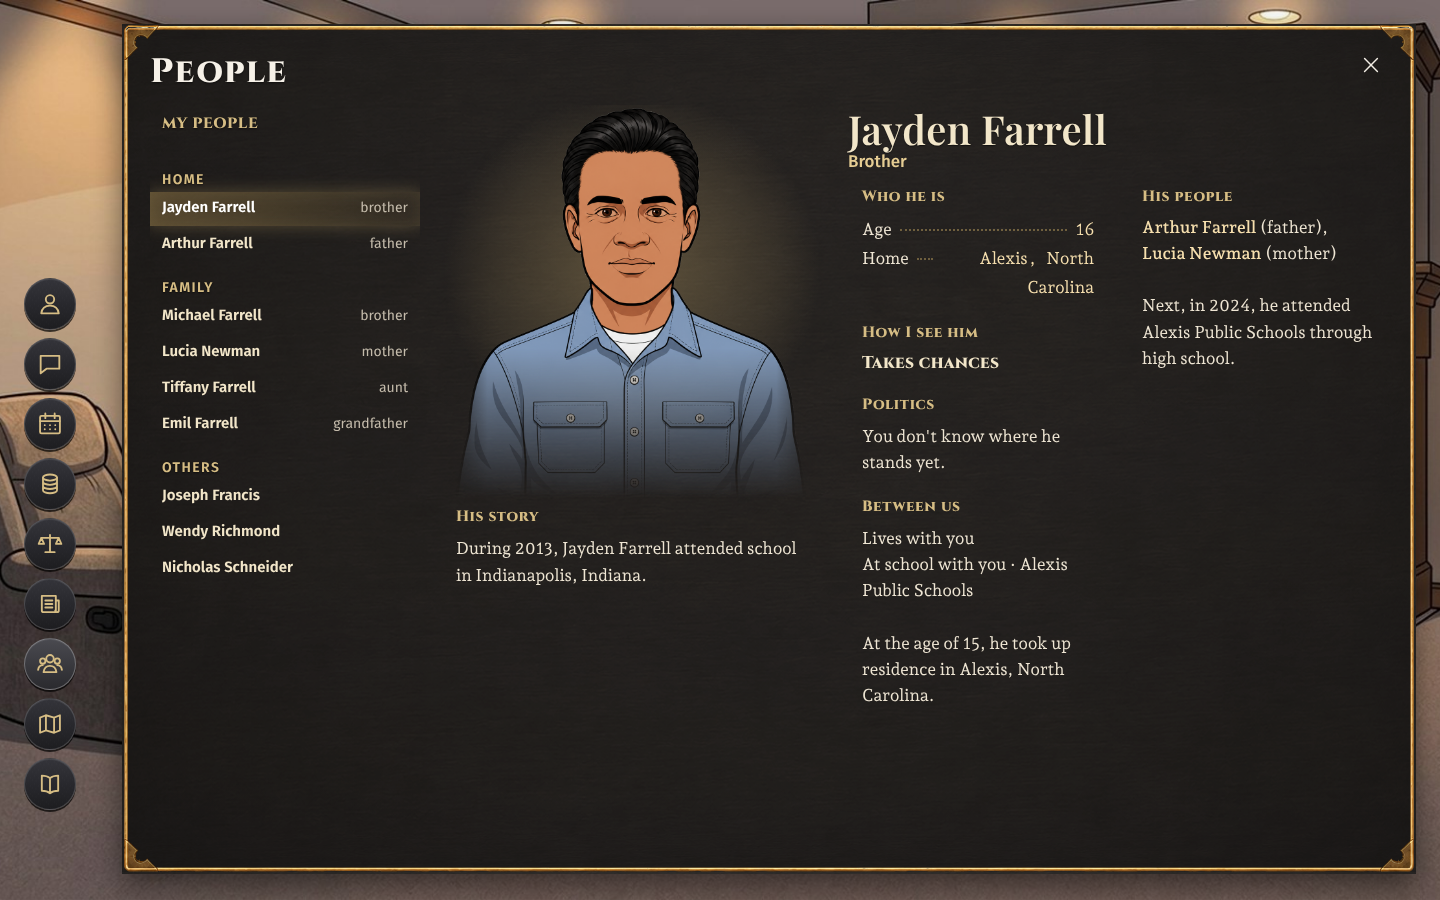 People
My people
HOME
Jayden Farrell brother
Arthur Farrell father
FAMILY
Michael Farrell brother
Lucia Newman mother
Tiffany Farrell aunt
Emil Farrell grandfather
OTHERS
Joseph Francis
Wendy Richmond
Nicholas Schneider
His story
During 2013, Jayden Farrell attended school
in Indianapolis, Indiana.
Jayden Farrell
Brother
Who he is
Age 16
Home Alexis, North
Carolina
How I see him
Takes chances
Politics
You don't know where he
stands yet.
Between us
Lives with you
At school with you · Alexis
Public Schools
At the age of 15, he took up
residence in Alexis, North
Carolina.
His people
Arthur Farrell (father),
Lucia Newman (mother)
Next, in 2024, he attended
Alexis Public Schools through
high school.